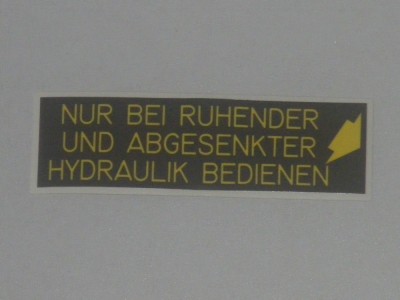 NUR BEI RUHENDER
UND ABGESENKTER
HYDRAULIK BEDIENEN